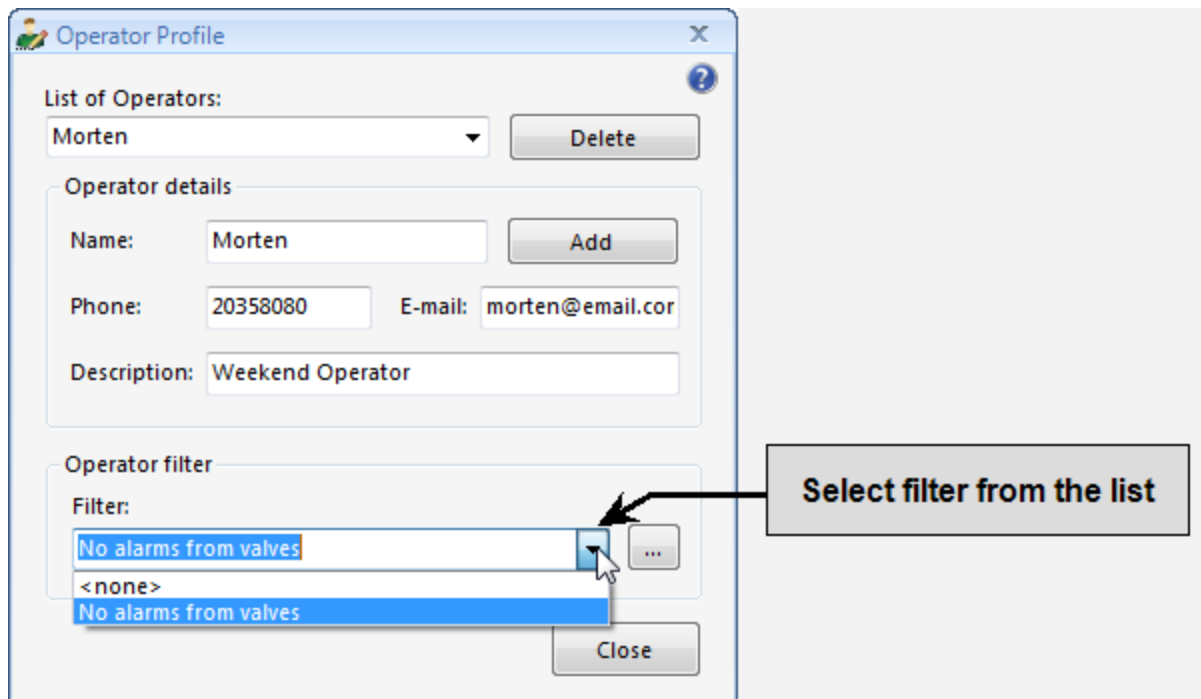 Operator Profile
x
?
List of Operators:
Morten
Delete
Operator details
Name:
Morten
Add
Phone:
20358080
E-mail:
morten@email.cor
Description:
Weekend Operator
Operator filter
Filter:
No alarms from valves
...
<none>
No alarms from valves
Close
Select filter from the list